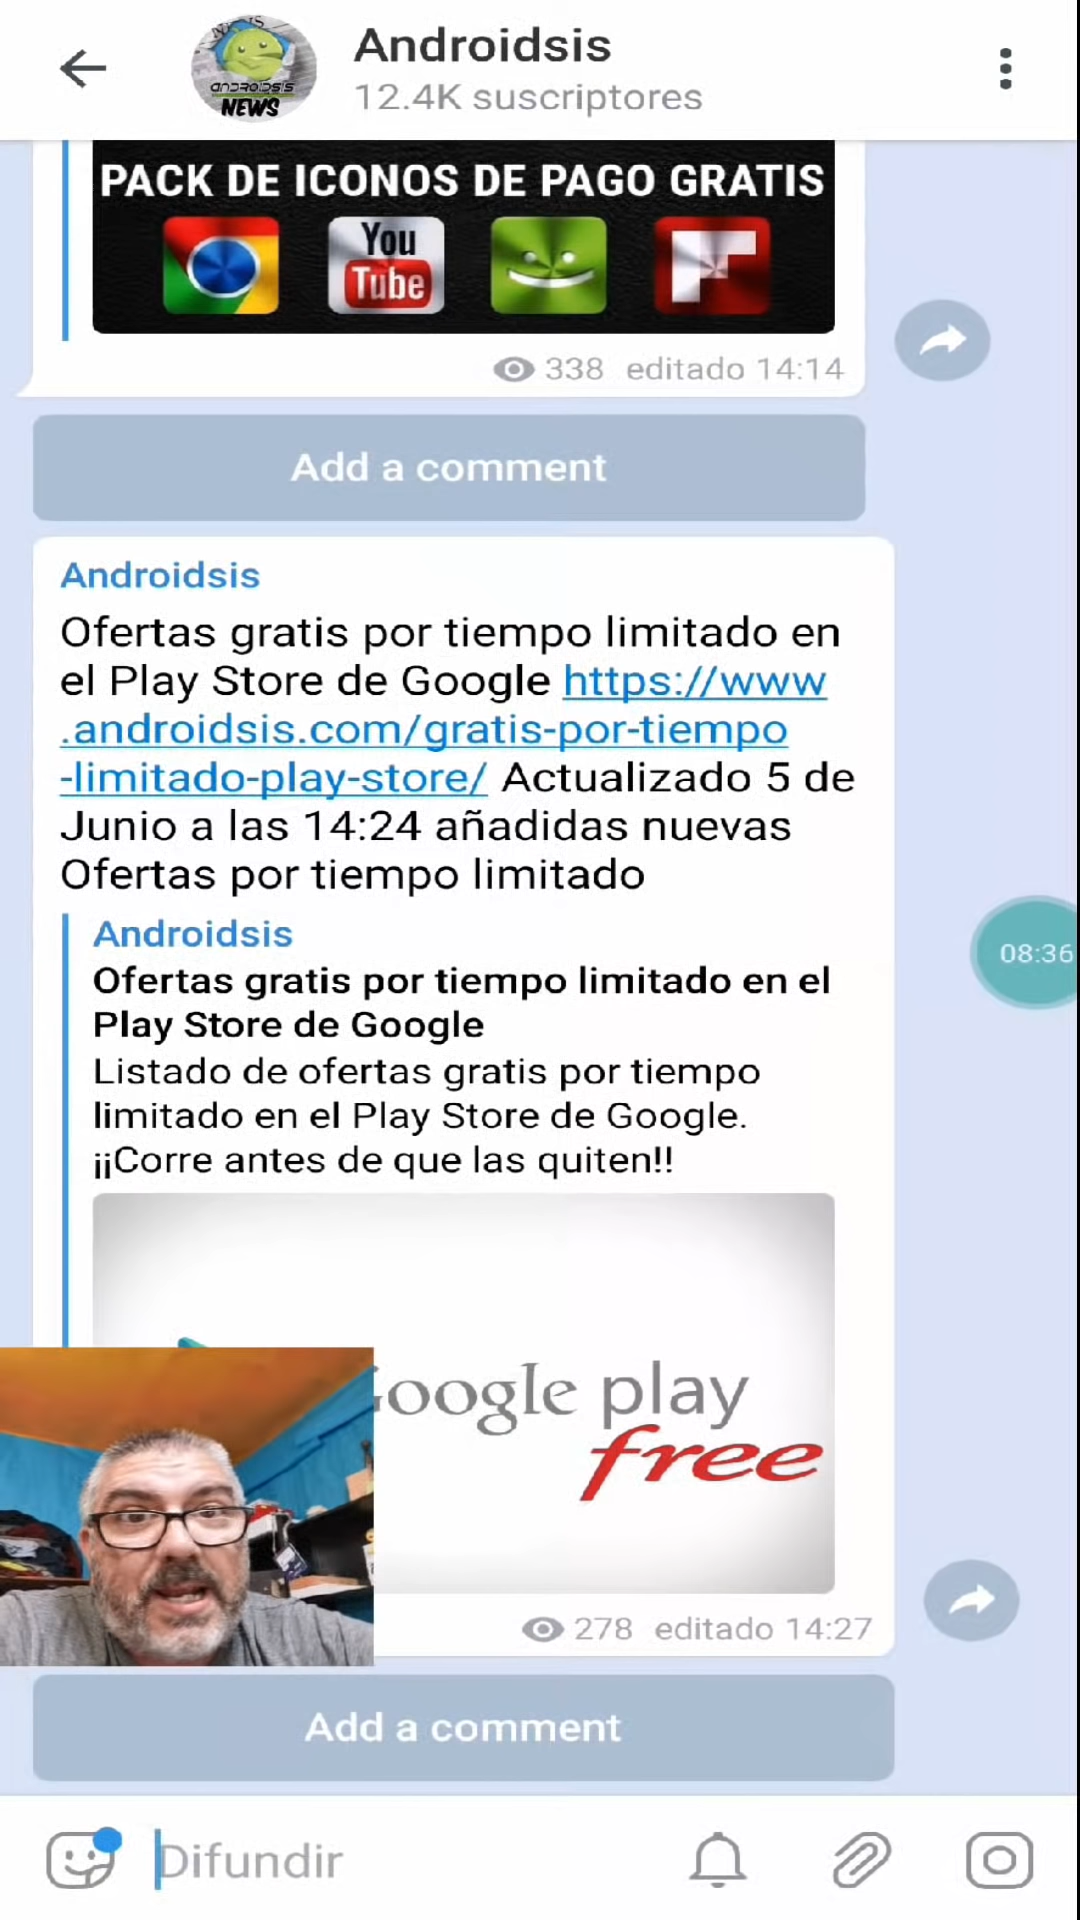 Androidsis
12.4K suscriptores
NEWS
androidsis
NEWS
PACK DE ICONOS DE PAGO GRATIS
You
Tube
338 editado 14:14
Add a comment
Androidsis
Ofertas gratis por tiempo limitado en
el Play Store de Google https://www
.androidsis.com/gratis-por-tiempo
-limitado-play-store/ Actualizado 5 de
Junio a las 14:24 añadidas nuevas
Ofertas por tiempo limitado
Androidsis
Ofertas gratis por tiempo limitado en el
Play Store de Google
Listado de ofertas gratis por tiempo
limitado en el Play Store de Google.
¡¡Corre antes de que las quiten!!
08:36
oogle play
free
278 editado 14:27
Add a comment
Difundir